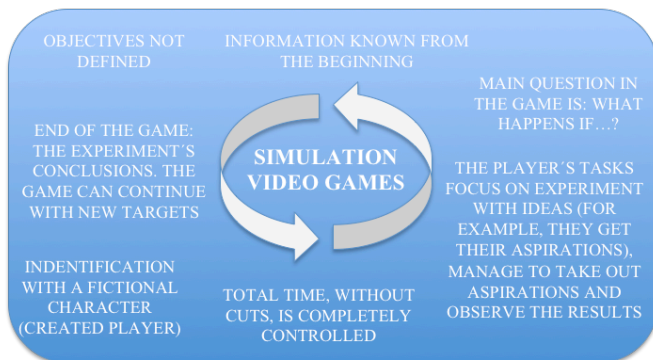 OBJECTIVES NOT
DEFINED
INFORMATION KNOWN FROM
THE BEGINNING
MAIN QUESTION IN
THE GAME IS: WHAT
HAPPENS IF…?
END OF THE GAME:
THE EXPERIMENT´S
CONCLUSIONS. THE
GAME CAN CONTINUE
WITH NEW TARGETS
SIMULATION
VIDEO GAMES
THE PLAYER´S TASKS
FOCUS ON EXPERIMENT
WITH IDEAS (FOR
EXAMPLE, THEY GET
THEIR ASPIRATIONS),
MANAGE TO TAKE OUT
ASPIRATIONS AND
OBSERVE THE RESULTS
INDENTIFICATION
WITH A FICTIONAL
CHARACTER
(CREATED PLAYER)
TOTAL TIME, WITHOUT
CUTS, IS COMPLETELY
CONTROLLED